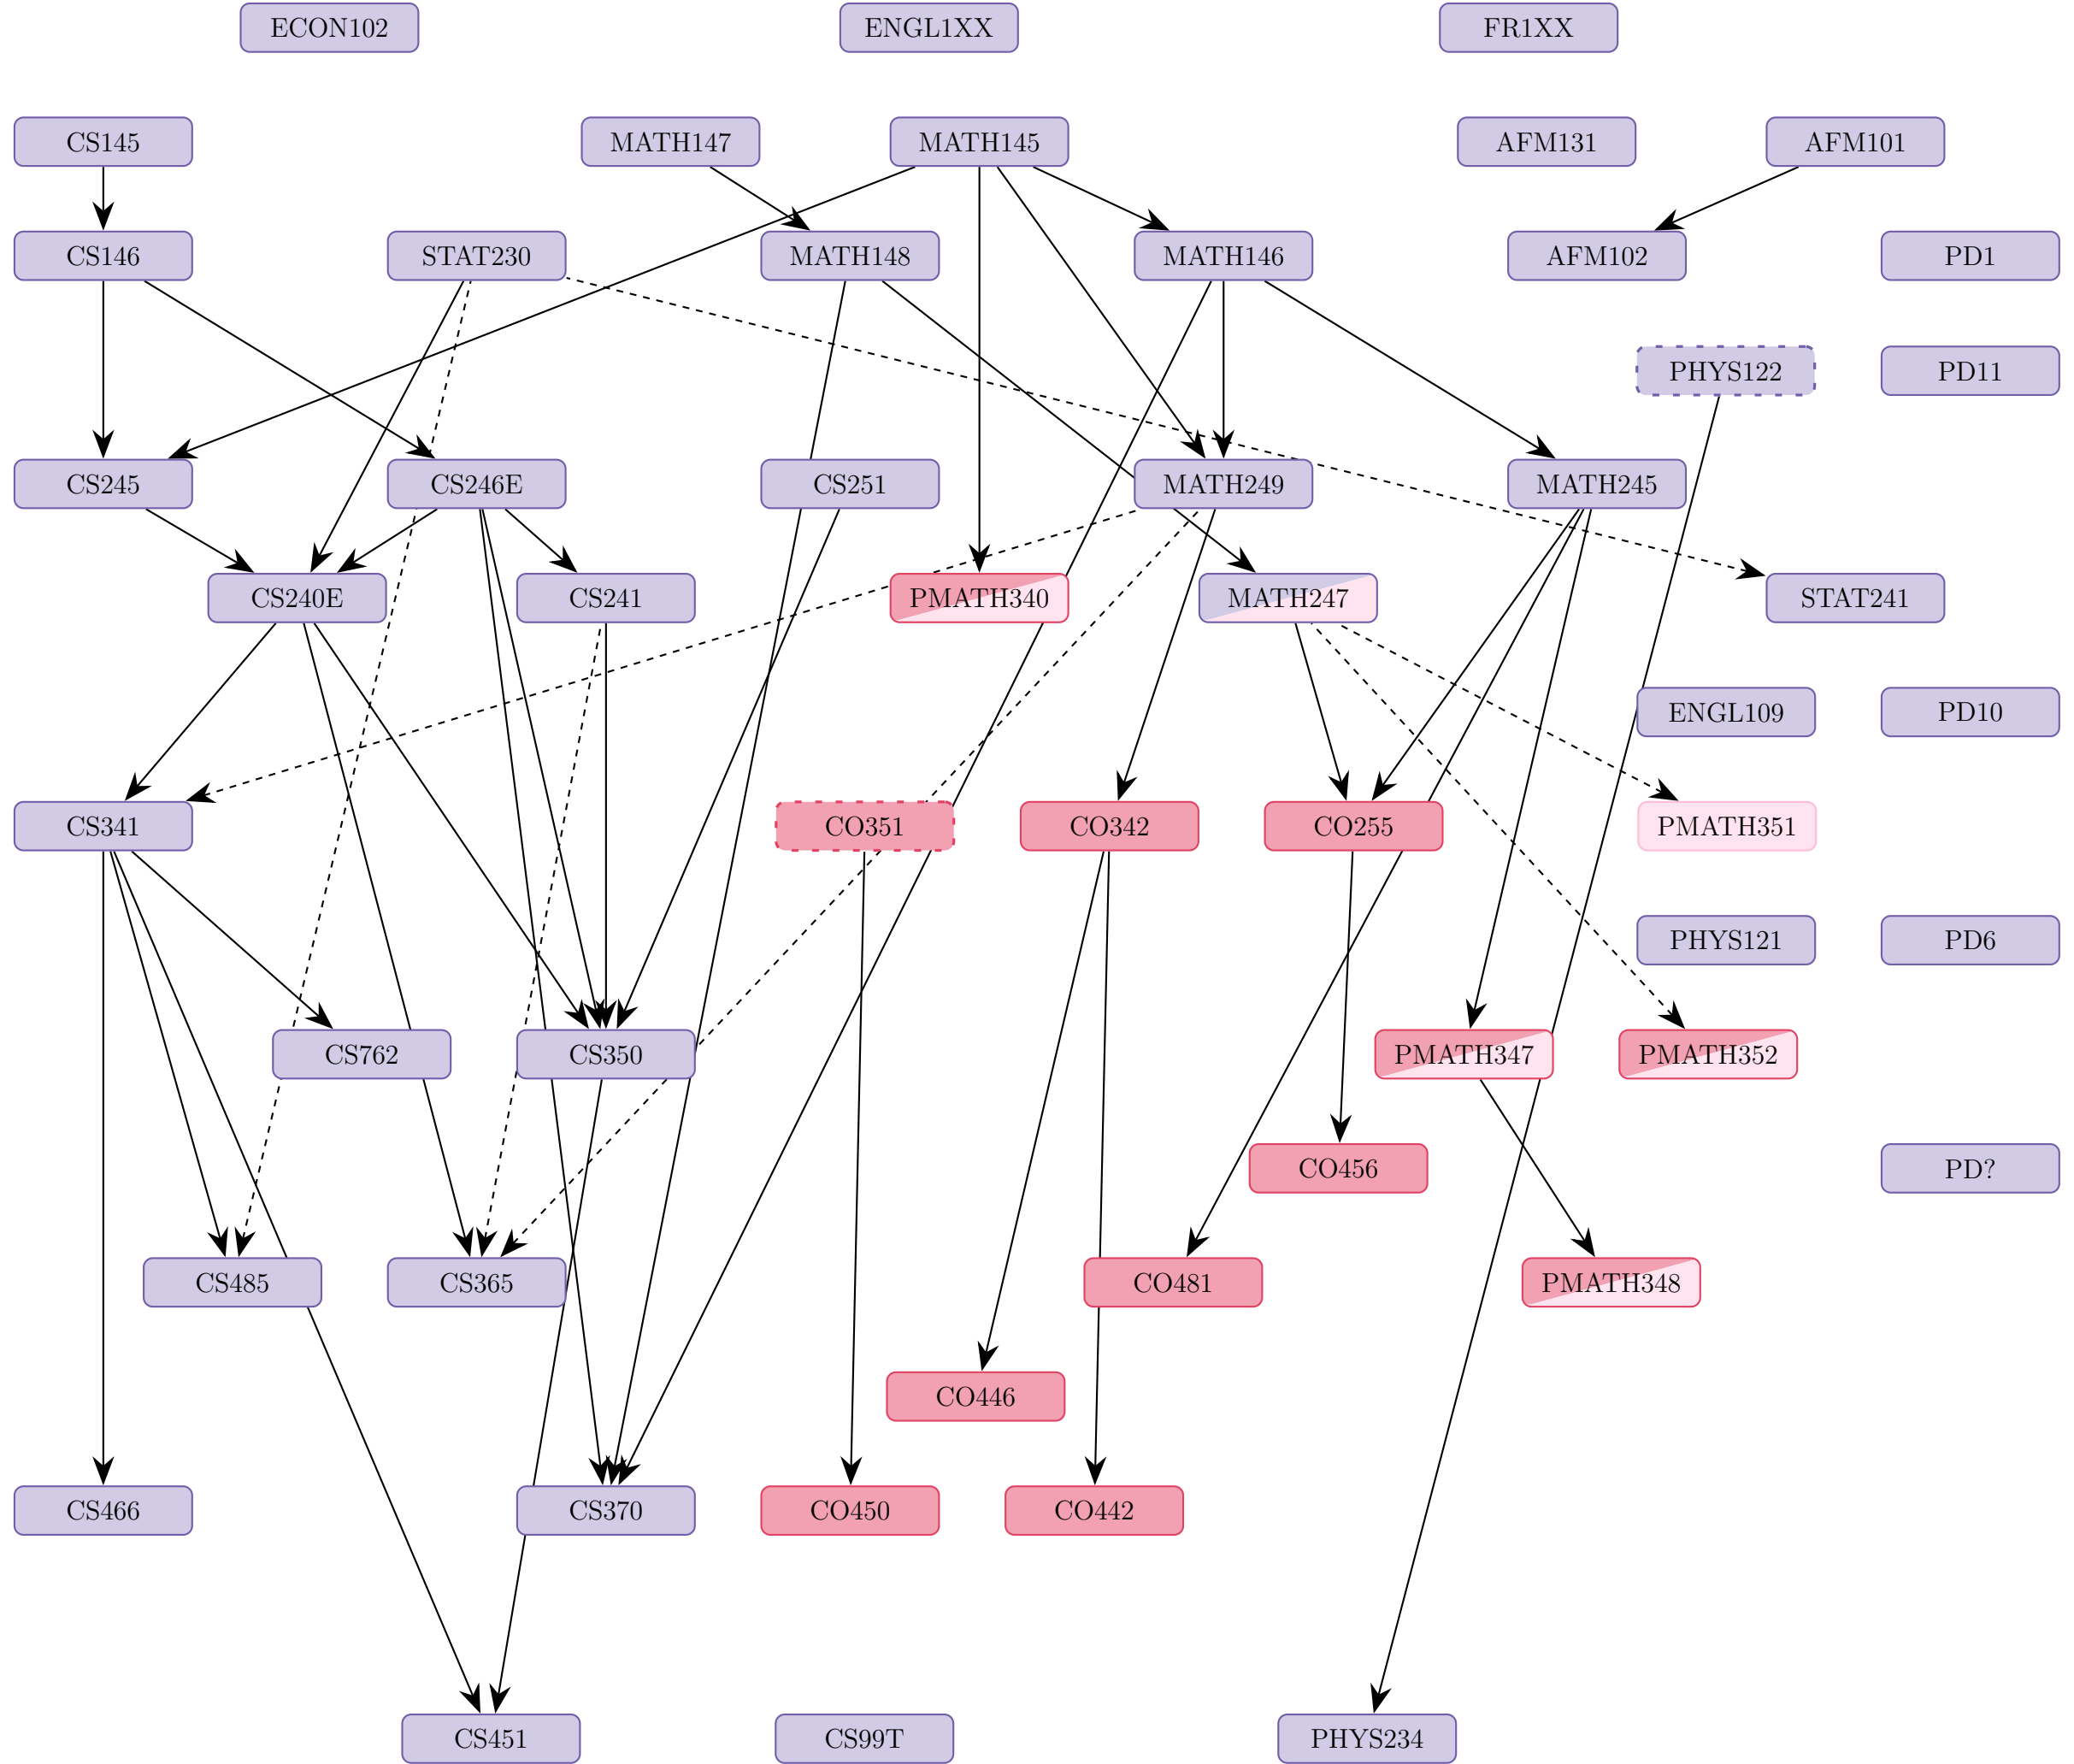 ECON102
ENGL1XX
FR1XX
CS145
MATH147
MATH145
AFM131
AFM101
CS146
STAT230
MATH148
MATH146
AFM102
PD1
PHYS122
PD11
CS245
CS246E
CS251
MATH249
MATH245
CS240E
CS241
PMATH340
MATH247
STAT241
ENGL109
PD10
CS341
CO351
CO342
CO255
PMATH351
PHYS121
PD6
CS762
CS350
PMATH347
PMATH352
CO456
PD?
CS485
CS365
CO481
PMATH348
CO446
CS466
CS370
CO450
CO442
CS451
CS99T
PHYS234